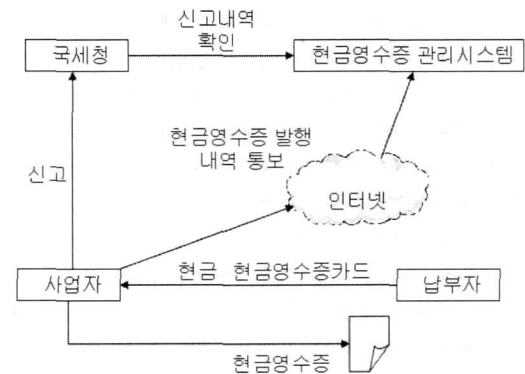 신고내역
확인
국세청
현금영수증 관리시스템
현금영수증 발행
내역 통보
신고
인터넷
사업자
현금 현금영수증카드
납부자
현금영수증